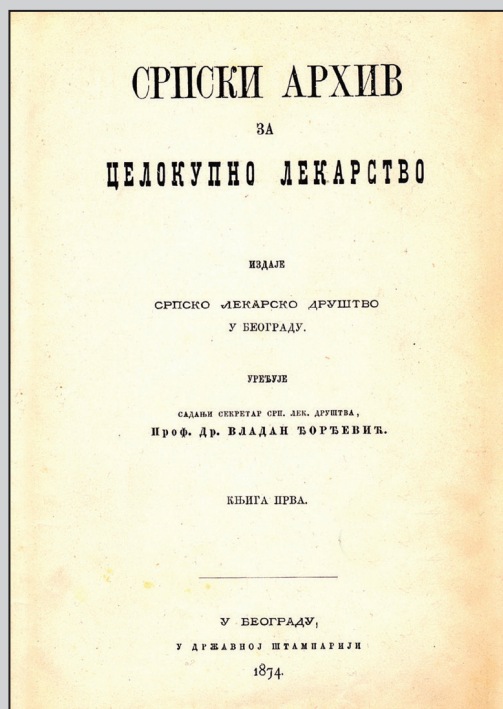 СРПСКИ АРХИВ
ЗА
ЦЕЛОКУПНО ЛЕКАРСТВО
ИЗДАЈЕ
СРПСКО ЛЕКАРСКО ДРУШТВО
У БЕОГРАДУ.
УРЕЂУЈЕ
САДАЊИ СЕКРЕТАР СРП. ЛЕК. ДРУШТВА,
Проф. Др. ВЛАДАН ЂОРЂЕВИЋ.
КЊИГА ПРВА.
У БЕОГРАДУ,
У ДРЖАВНОЈ ШТАМПАРИЈИ
1874.